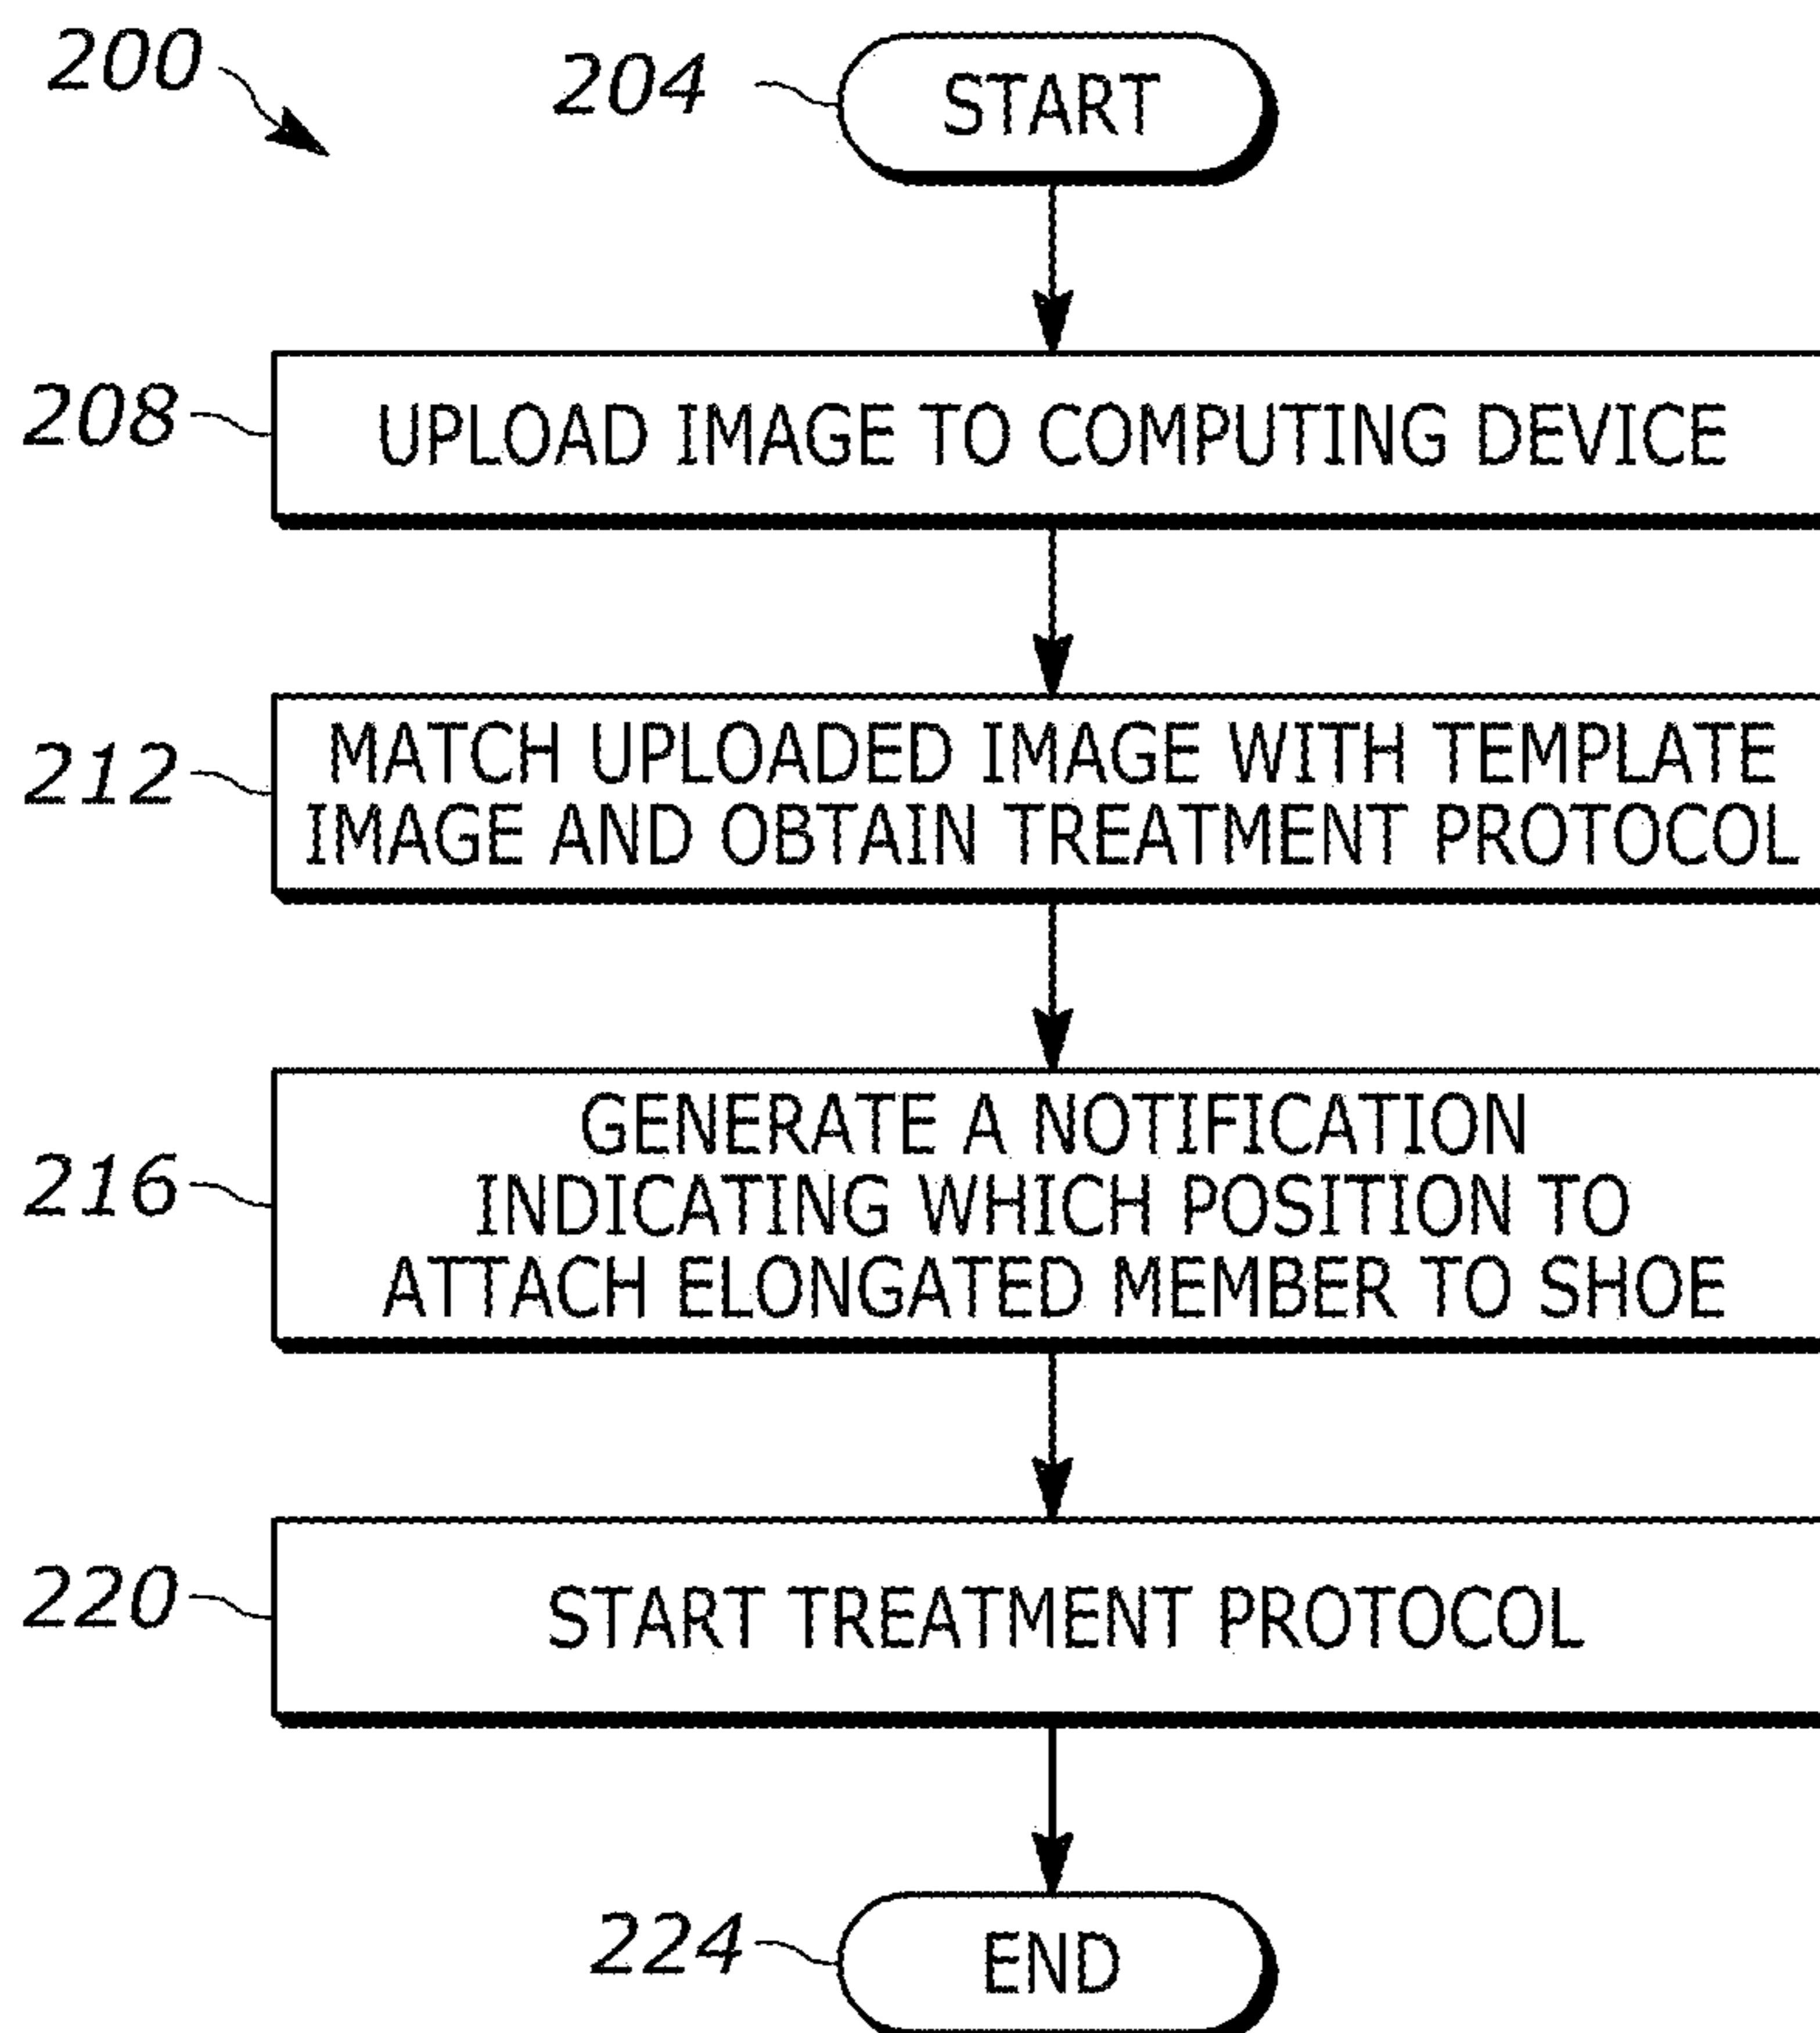 200
204
START
208
UPLOAD IMAGE TO COMPUTING DEVICE
212
MATCH UPLOADED IMAGE WITH TEMPLATE
IMAGE AND OBTAIN TREATMENT PROTOCOL
216
GENERATE A NOTIFICATION
INDICATING WHICH POSITION TO
ATTACH ELONGATED MEMBER TO SHOE
220
START TREATMENT PROTOCOL
224
END